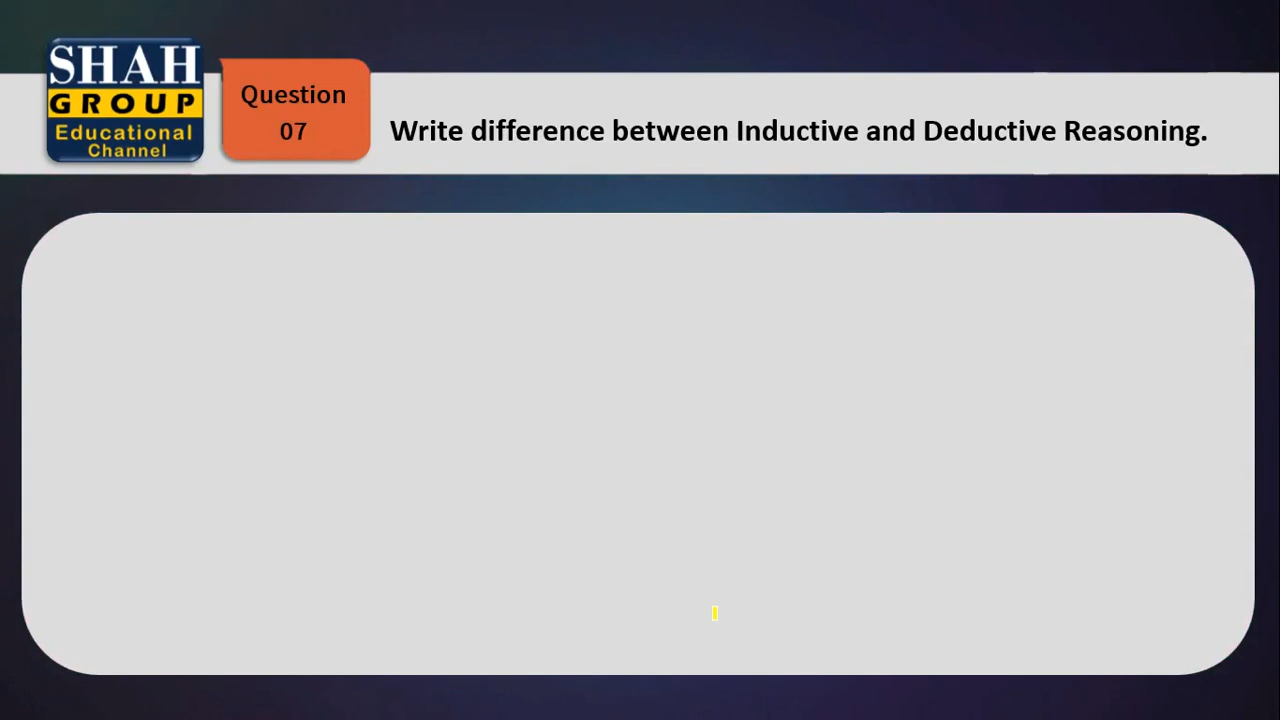 SHAH
GROUP
Educational
Channel
Question
07
Write difference between Inductive and Deductive Reasoning.